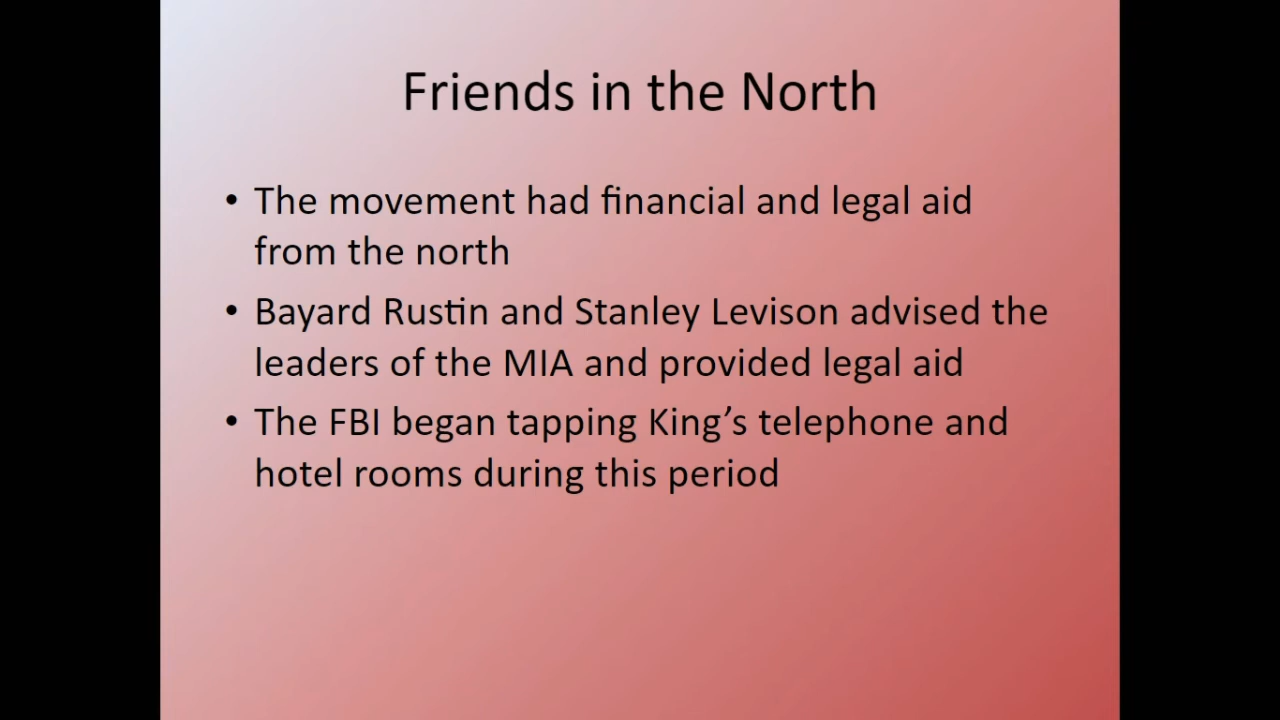 Friends in the North
• The movement had financial and legal aid
from the north
• Bayard Rustin and Stanley Levison advised the
leaders of the MIA and provided legal aid
• The FBI began tapping King’s telephone and
hotel rooms during this period